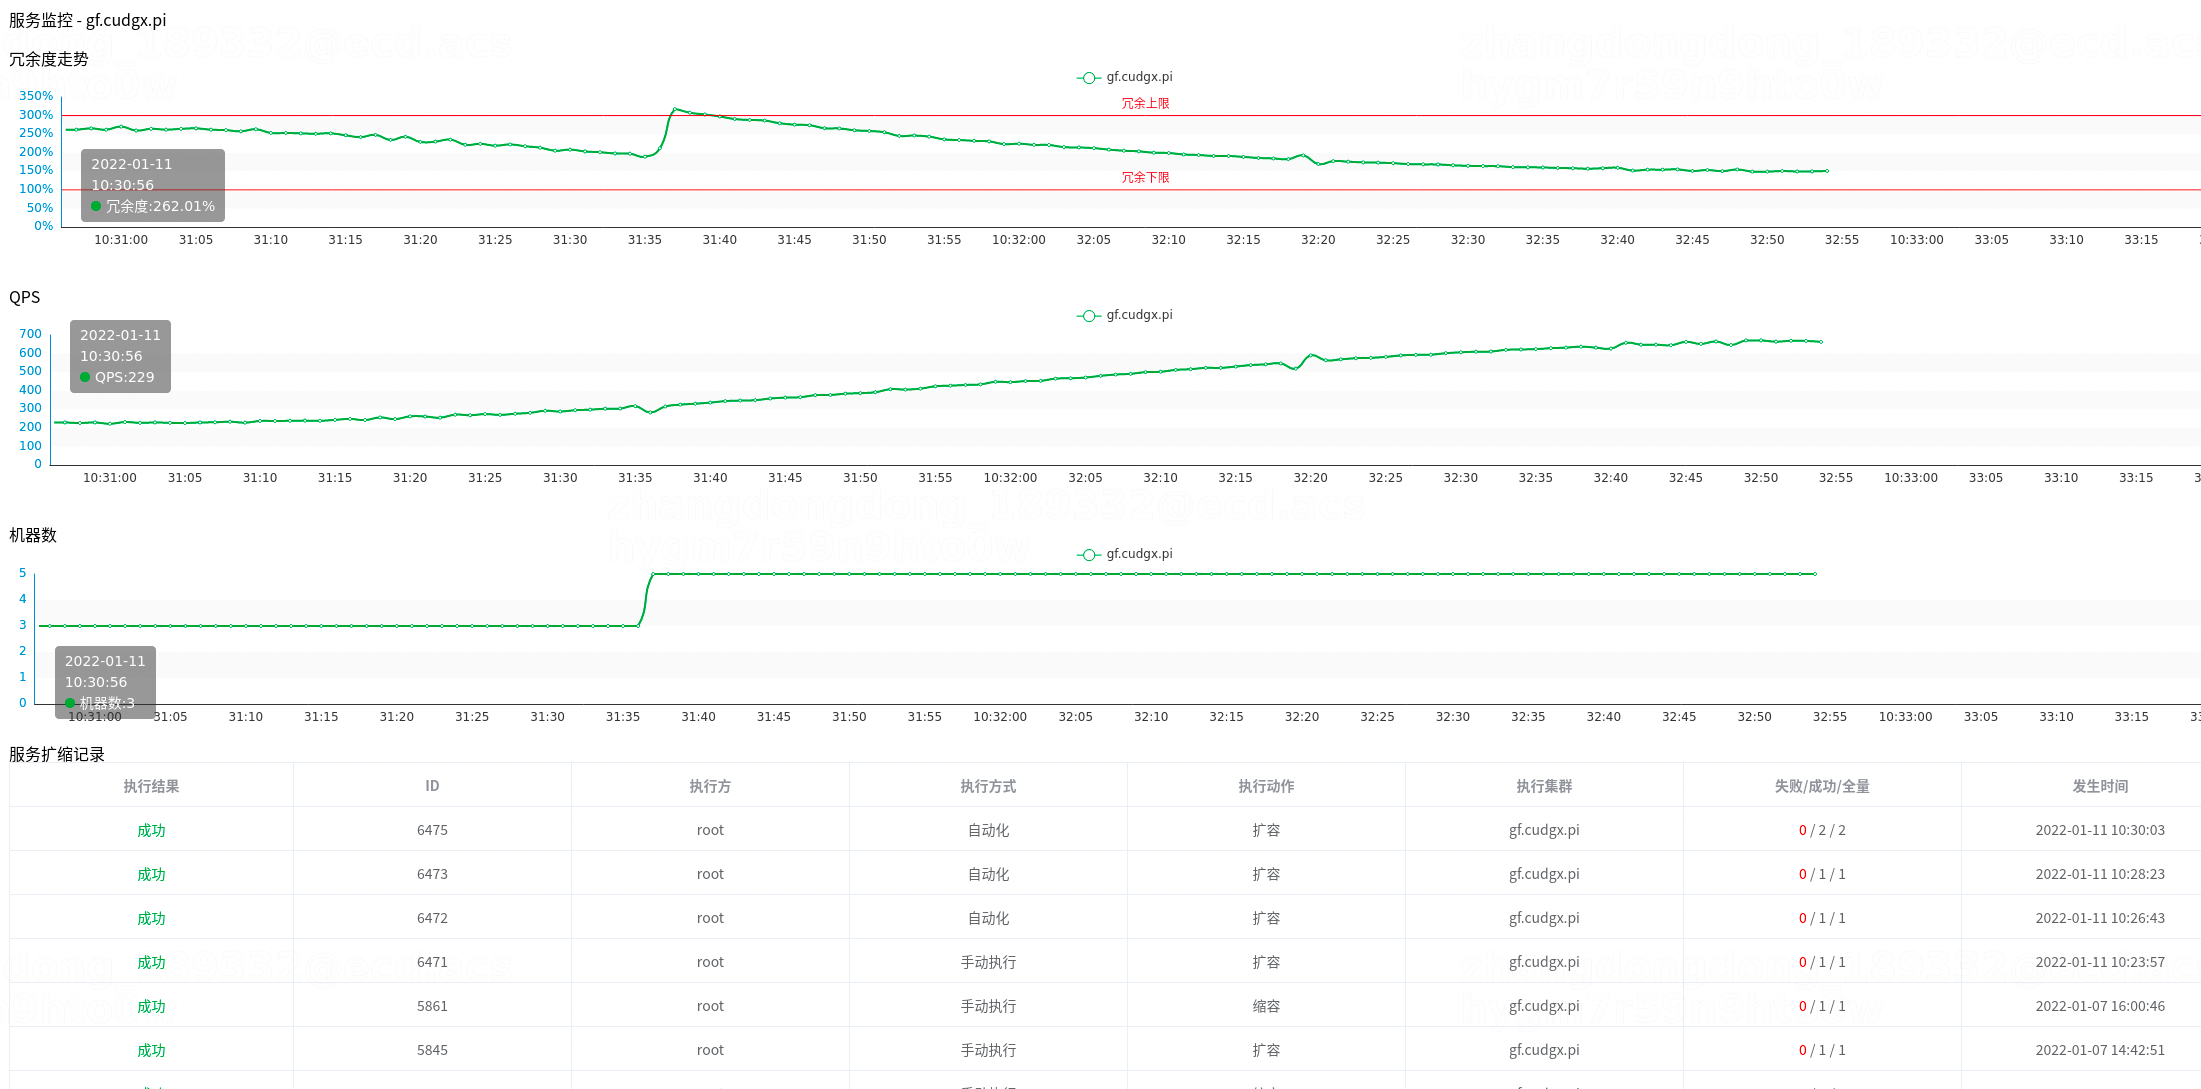 服务监控 - gf.cudgx.pi
冗余度走势
gf.cudgx.pi
冗余上限
冗余下限
350%
300%
250%
200%
150%
100%
50%
0%
2022-01-11
10:30:56
冗余度:262.01%
10:31:00 31:05 31:10 31:15 31:20 31:25 31:30 31:35 31:40 31:45 31:50 31:55 10:32:00 32:05 32:10 32:15 32:20 32:25 32:30 32:35 32:40 32:45 32:50 32:55 10:33:00 33:05 33:10 33:15
QPS
gf.cudgx.pi
700
600
500
400
300
200
100
0
2022-01-11
10:30:56
QPS:229
10:31:00 31:05 31:10 31:15 31:20 31:25 31:30 31:35 31:40 31:45 31:50 31:55 10:32:00 32:05 32:10 32:15 32:20 32:25 32:30 32:35 32:40 32:45 32:50 32:55 10:33:00 33:05 33:10 33:15
机器数
gf.cudgx.pi
5
4
3
2
1
0
2022-01-11
10:30:56
机器数:3
10:31:00 31:05 31:10 31:15 31:20 31:25 31:30 31:35 31:40 31:45 31:50 31:55 10:32:00 32:05 32:10 32:15 32:20 32:25 32:30 32:35 32:40 32:45 32:50 32:55 10:33:00 33:05 33:10 33:15
服务扩缩记录
执行结果 ID 执行方 执行方式 执行动作 执行集群 失败/成功/全量 发生时间
成功 6475 root 自动化 扩容 gf.cudgx.pi 0 / 2 / 2 2022-01-11 10:30:03
成功 6473 root 自动化 扩容 gf.cudgx.pi 0 / 1 / 1 2022-01-11 10:28:23
成功 6472 root 自动化 扩容 gf.cudgx.pi 0 / 1 / 1 2022-01-11 10:26:43
成功 6471 root 手动执行 扩容 gf.cudgx.pi 0 / 1 / 1 2022-01-11 10:23:57
成功 5861 root 手动执行 缩容 gf.cudgx.pi 0 / 1 / 1 2022-01-07 16:00:46
成功 5845 root 手动执行 扩容 gf.cudgx.pi 0 / 1 / 1 2022-01-07 14:42:51